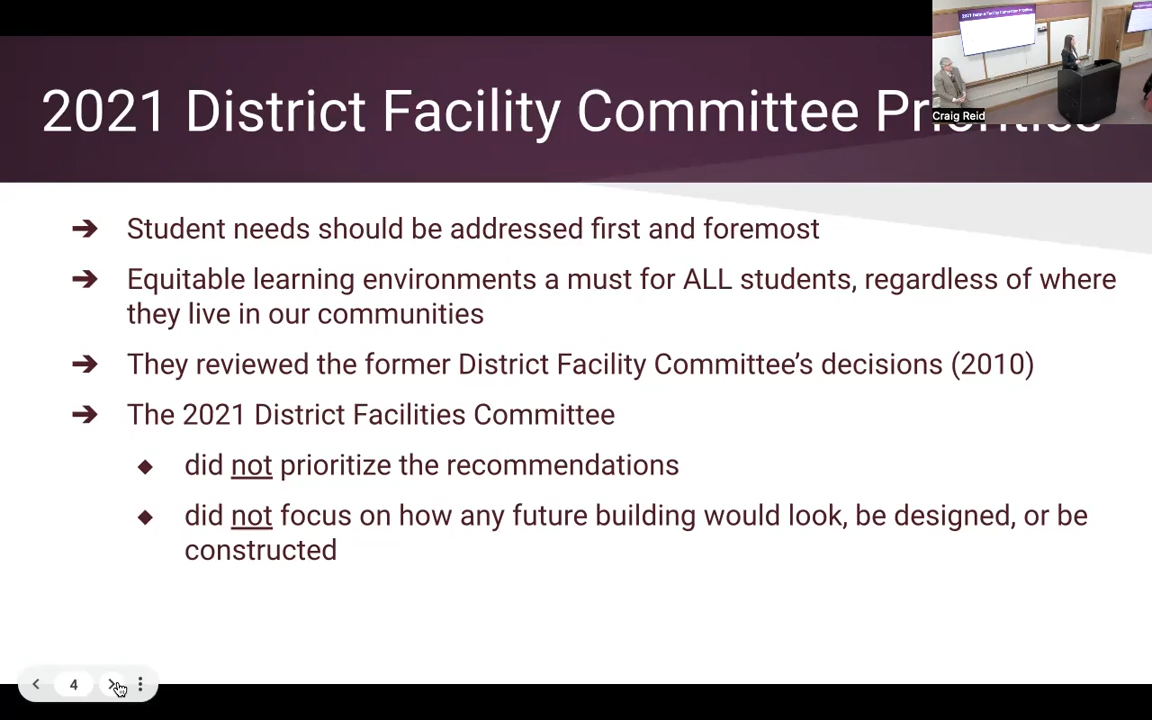 2021 District Facility Committee Priorities
Craig Reid
➔ Student needs should be addressed first and foremost
➔ Equitable learning environments a must for ALL students, regardless of where
they live in our communities
➔ They reviewed the former District Facility Committee’s decisions (2010)
➔ The 2021 District Facilities Committee
◆ did not prioritize the recommendations
◆ did not focus on how any future building would look, be designed, or be
constructed
4